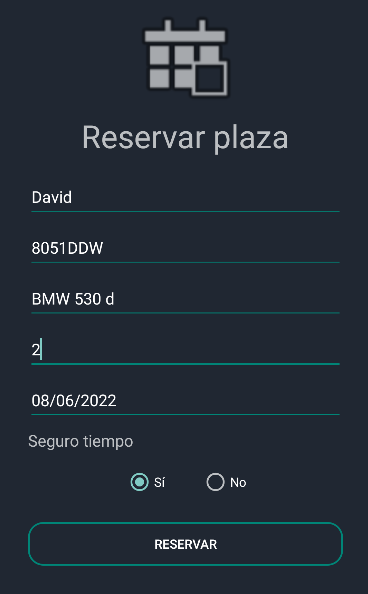 Reservar plaza
David
8051DDW
BMW 530 d
2
08/06/2022
Seguro tiempo
Sí No
RESERVAR